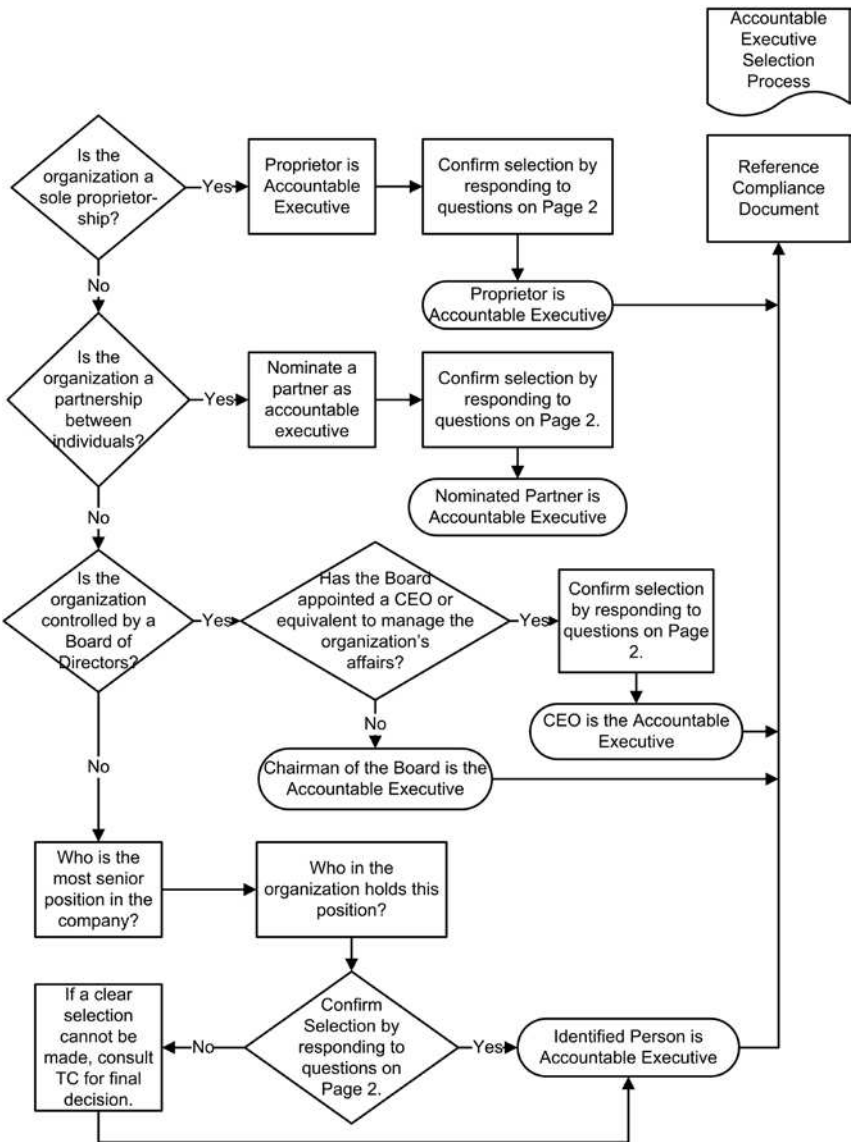 Accountable
Executive
Selection
Process
Is the
organization a
sole proprietor-
ship?
Yes
Proprietor is
Accountable
Executive
Confirm selection by
responding to
questions on Page 2
Reference
Compliance
Document
No
Proprietor is
Accountable Executive
Is the
organization a
partnership
between
individuals?
Yes
Nominate a
partner as
accountable
executive
Confirm selection by
responding to
questions on Page 2.
Nominated Partner is
Accountable Executive
No
Is the
organization
controlled by a
Board of
Directors?
Yes
Has the Board
appointed a CEO or
equivalent to manage the
organization's
affairs?
Yes
Confirm selection
by responding to
questions on Page
2.
CEO is the Accountable
Executive
No
Chairman of the Board is the
Accountable Executive
No
Who is the
most senior
position in the
company?
Who in the
organization holds this
position?
Confirm
Selection by
responding to
questions on
Page 2.
No
If a clear
selection
cannot be
made, consult
TC for final
decision.
Yes
Identified Person is
Accountable Executive